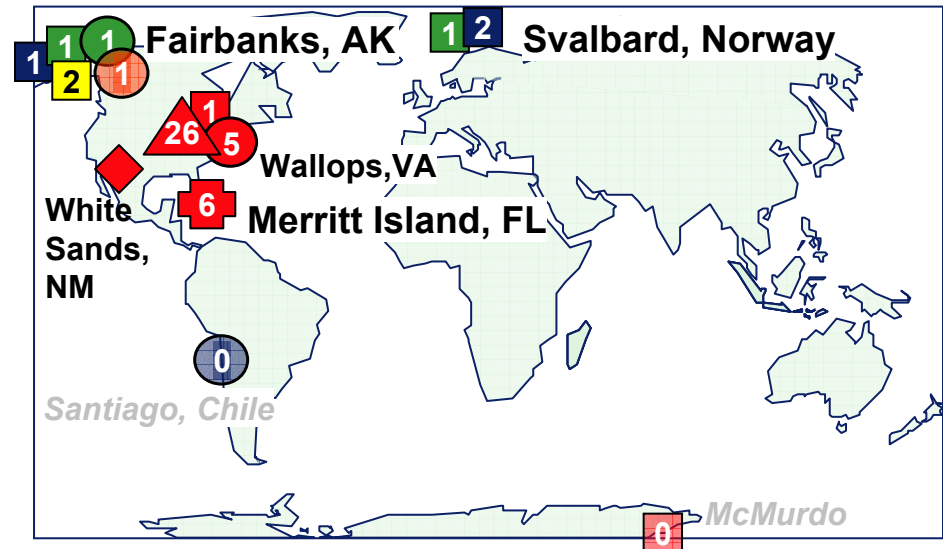 1 1 1 Fairbanks, AK
2 1
1 2 Svalbard, Norway
1
26 5
Wallops,VA
White
Sands,
NM
6 Merritt Island, FL
0
Santiago, Chile
McMurdo
0